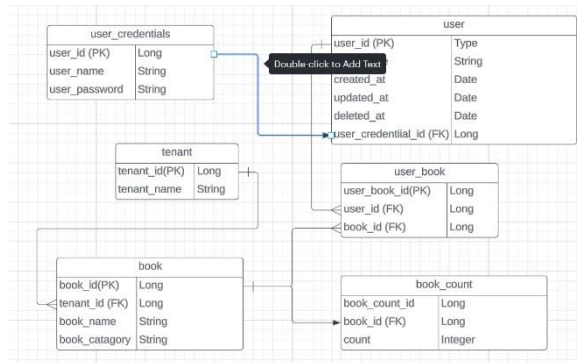 user_credentials
user_id (PK) Long
user_name String
user_password String
user
user_id (PK) Type
String
created_at Date
updated_at Date
deleted_at Date
user_credentiial_id (FK) Long
Double-click to Add Text
tenant
tenant_id(PK) Long
tenant_name String
user_book
user_book_id(PK) Long
user_id (FK) Long
book_id (FK) Long
book
book_id(PK) Long
tenant_id (FK) Long
book_name String
book_catagory String
book_count
book_count_id Long
book_id (FK) Long
count Integer